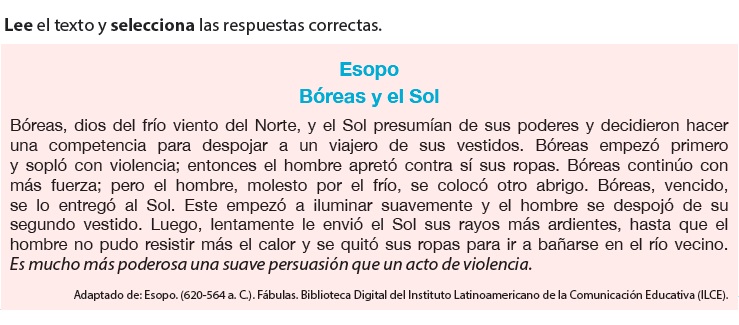 Lee el texto y selecciona las respuestas correctas.
Esopo
Bóreas y el Sol
Bóreas, dios del frío viento del Norte, y el Sol presumían de sus poderes y decidieron hacer
una competencia para despojar a un viajero de sus vestidos. Bóreas empezó primero
y sopló con violencia; entonces el hombre apretó contra sí sus ropas. Bóreas continúo con
más fuerza; pero el hombre, molesto por el frío, se colocó otro abrigo. Bóreas, vencido,
se lo entregó al Sol. Este empezó a iluminar suavemente y el hombre se despojó de su
segundo vestido. Luego, lentamente le envió el Sol sus rayos más ardientes, hasta que el
hombre no pudo resistir más el calor y se quitó sus ropas para ir a bañarse en el río vecino.
Es mucho más poderosa una suave persuasión que un acto de violencia.
Adaptado de: Esopo. (620-564 a. C.). Fábulas. Biblioteca Digital del Instituto Latinoamericano de la Comunicación Educativa (ILCE).